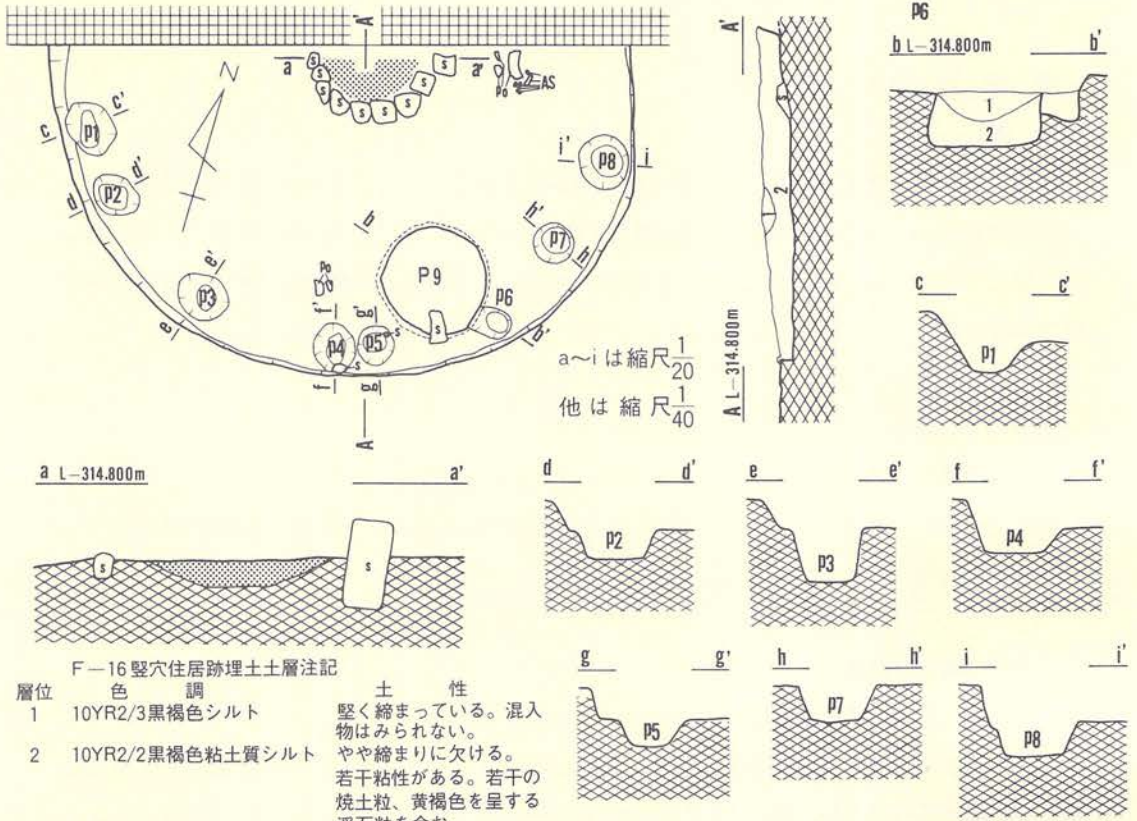 A'
N
a
a'
s s s s s s s s s
Po
AS
c'
c
P1
d'
d
P2
e'
e
P3
i'
i
P8
h'
h
P7
b
P9
P6
s
b'
Po
f'
g'
P4
P5
s
s
f
g
A
a～iは縮尺1/20
他は縮尺1/40
A'
s
1
2
A L-314.800m
P6
b L-314.800m b'
1
2
c c'
P1
a L-314.800m a'
s
s
d d'
P2
e e'
P3
f f'
P4
g g'
P5
h h'
P7
i i'
P8
F-16竪穴住居跡埋土土層注記
層位 色調 土性
1 10YR2/3黒褐色シルト 堅く締まっている。混入
物はみられない。
2 10YR2/2黒褐色粘土質シルト やや締まりに欠ける。
若干粘性がある。若干の
焼土粒、黄褐色を呈する